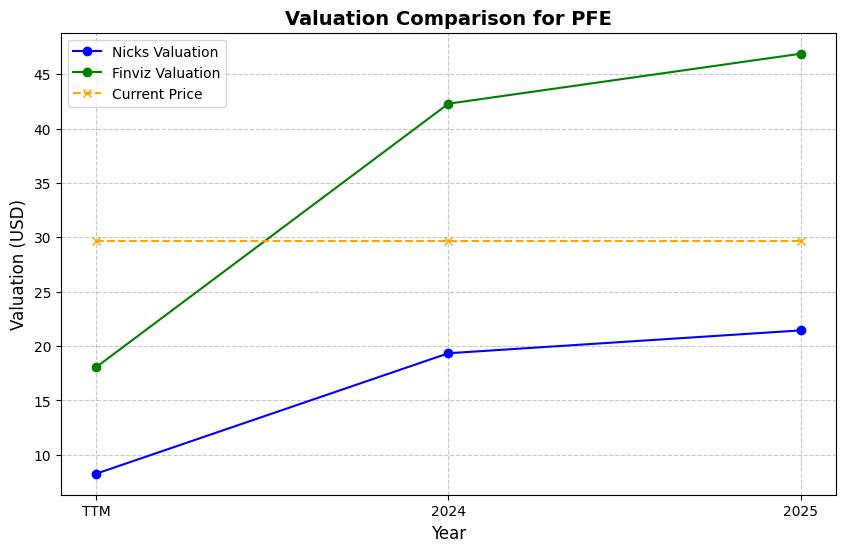 Valuation Comparison for PFE
Nicks Valuation
Finviz Valuation
Current Price
Valuation (USD)
45
40
35
30
25
20
15
10
TTM
2024
2025
Year